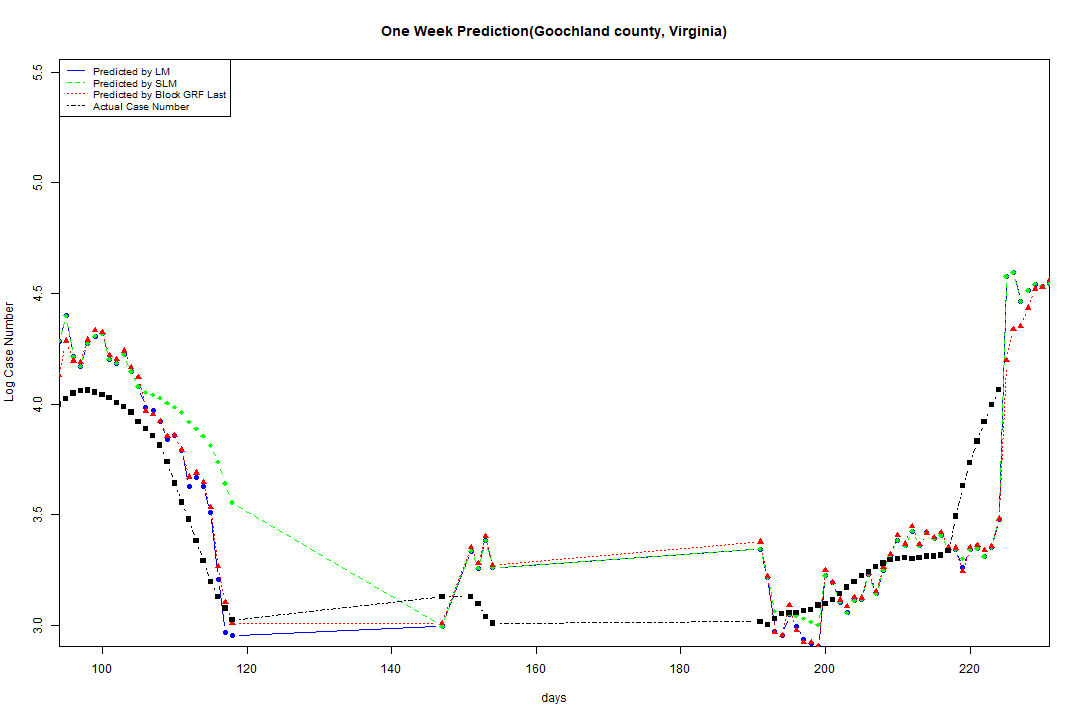 One Week Prediction(Goochland county, Virginia)
Predicted by LM
Predicted by SLM
Predicted by Block GRF Last
Actual Case Number
5.5
5.0
4.5
4.0
3.5
3.0
Log Case Number
100 120 140 160 180 200 220
days